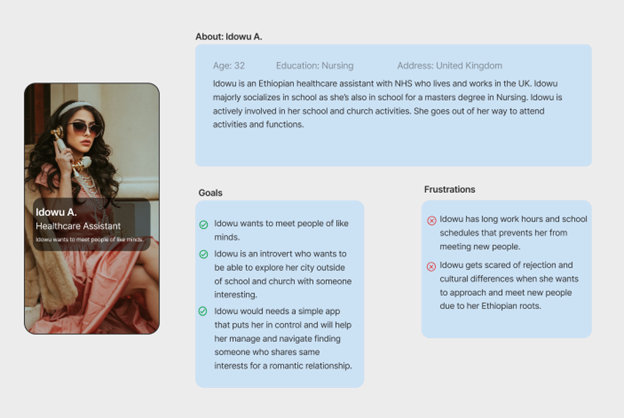 About: Idowu A.
Age: 32 Education: Nursing Address: United Kingdom
Idowu is an Ethiopian healthcare assistant with NHS who lives and works in the UK. Idowu
majorly socializes in school as she's also in school for a masters degree in Nursing. Idowu is
actively involved in her school and church activities. She goes out of her way to attend
activities and functions.
Idowu A.
Healthcare Assistant
Idowu wants to meet people of like minds.
Goals
Idowu wants to meet people of like
minds.
Idowu is an introvert who wants to
be able to explore her city outside
of school and church with someone
interesting.
Idowu would needs a simple app
that puts her in control and will help
her manage and navigate finding
someone who shares same
interests for a romantic relationship.
Frustrations
Idowu has long work hours and school
schedules that prevents her from
meeting new people.
Idowu gets scared of rejection and
cultural differences when she wants
to approach and meet new people
due to her Ethiopian roots.